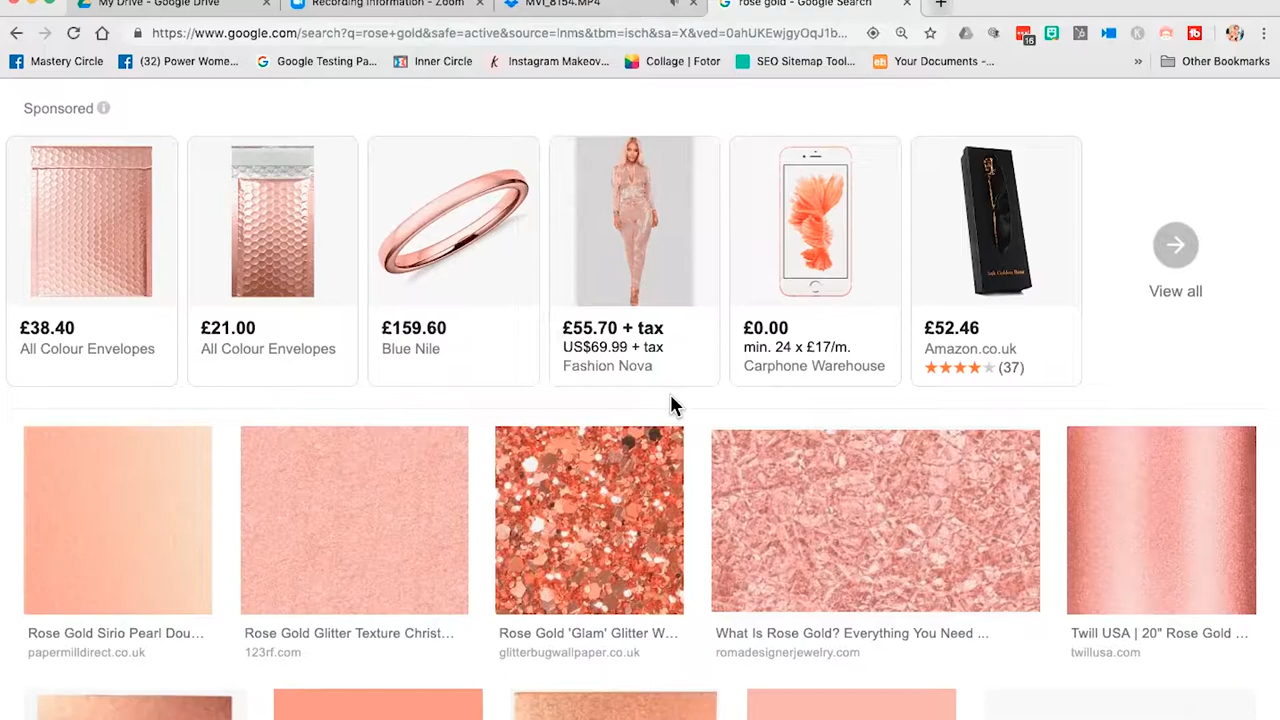 My Drive - Google Drive
Recording Information - Zoom
MVI_8154.MP4
rose gold - Google Search
https://www.google.com/search?q=rose+gold&safe=active&source=lnms&tbm=isch&sa=X&ved=0ahUKEwjgyOqJ1b...
16
Mastery Circle
(32) Power Wome...
Google Testing Pa...
Inner Circle
Instagram Makeov...
Collage | Fotor
SEO Sitemap Tool...
Your Documents -...
»
Other Bookmarks
Sponsored
£38.40
All Colour Envelopes
£21.00
All Colour Envelopes
£159.60
Blue Nile
£55.70 + tax
US$69.99 + tax
Fashion Nova
£0.00
min. 24 x £17/m.
Carphone Warehouse
£52.46
Amazon.co.uk
(37)
View all
Rose Gold Sirio Pearl Dou...
papermilldirect.co.uk
Rose Gold Glitter Texture Christ...
123rf.com
Rose Gold 'Glam' Glitter W...
glitterbugwallpaper.co.uk
What Is Rose Gold? Everything You Need ...
romadesignerjewelry.com
Twill USA | 20" Rose Gold ...
twillusa.com